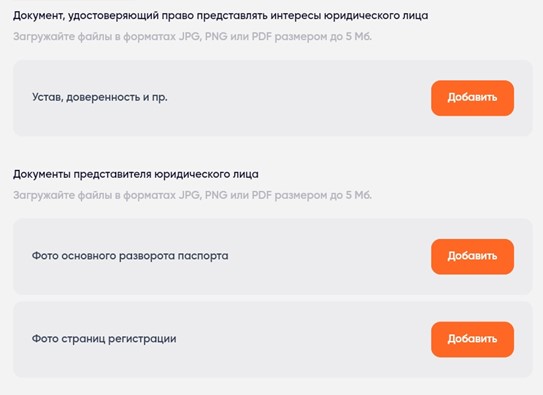 Документ, удостоверяющий право представлять интересы юридического лица
Загружайте файлы в форматах JPG, PNG или PDF размером до 5 Мб.
Устав, доверенность и пр.
Добавить
Документы представителя юридического лица
Загружайте файлы в форматах JPG, PNG или PDF размером до 5 Мб.
Фото основного разворота паспорта
Добавить
Фото страниц регистрации
Добавить